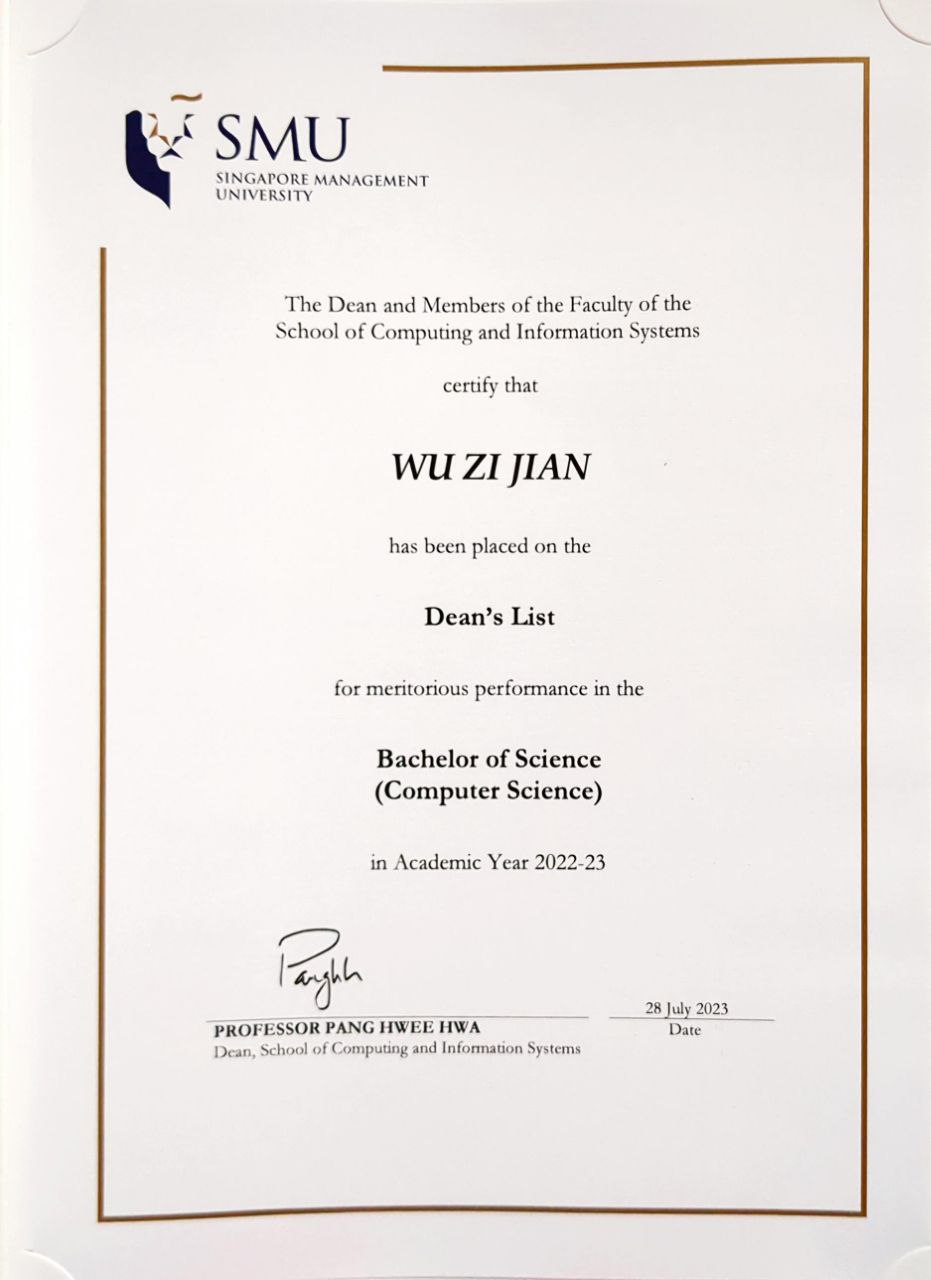 SMU
SINGAPORE MANAGEMENT
UNIVERSITY
The Dean and Members of the Faculty of the
School of Computing and Information Systems
certify that
WU ZI JIAN
has been placed on the
Dean's List
for meritorious performance in the
Bachelor of Science
(Computer Science)
in Academic Year 2022-23
Panghh
28 July 2023
PROFESSOR PANG HWEE HWA
Date
Dean, School of Computing and Information Systems